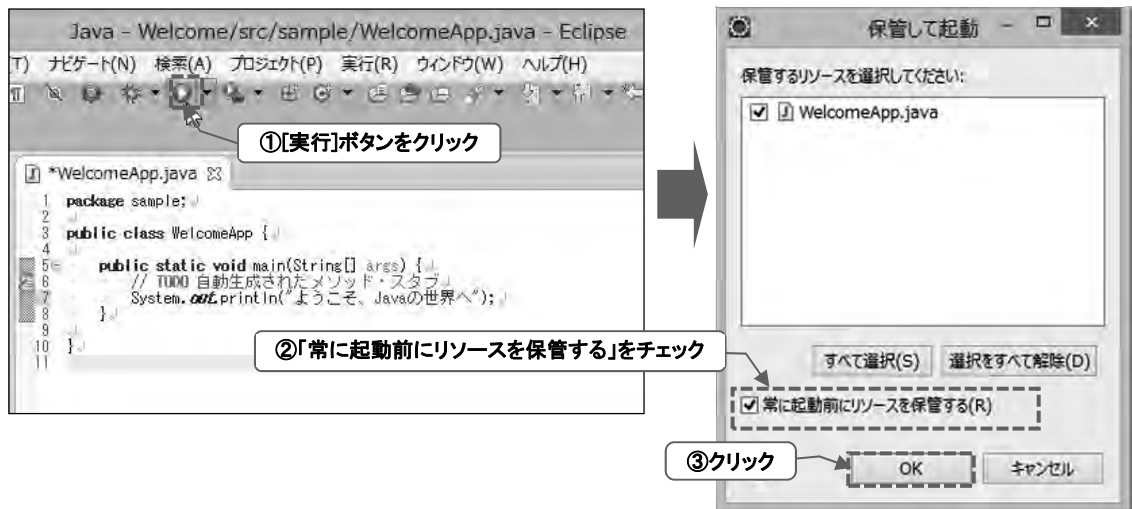 Java - Welcome/src/sample/WelcomeApp.java - Eclipse
T) ナビゲート(N) 検索(A) プロジェクト(P) 実行(R) ウィンドウ(W) ヘルプ(H)
①[実行]ボタンをクリック
*WelcomeApp.java
1 package sample;
2
3 public class WelcomeApp {
4
5 public static void main(String[] args) {
6 // TODO 自動生成されたメソッド・スタブ
7 System.out.println("ようこそ、Javaの世界へ");
8 }
9
10 }
11
②「常に起動前にリソースを保管する」をチェック
保管して起動
保管するリソースを選択してください:
WelcomeApp.java
すべて選択(S) 選択をすべて解除(D)
常に起動前にリソースを保管する(R)
③クリック
OK キャンセル